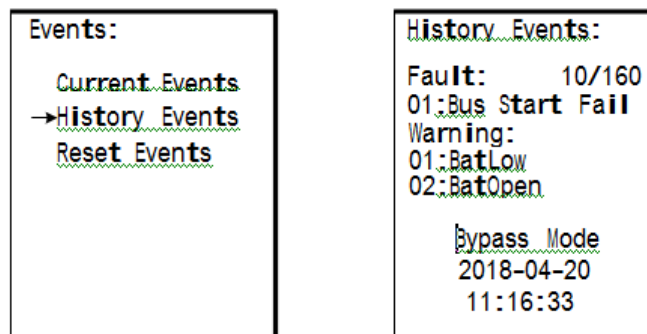 Events:
Current Events
→History Events
Reset Events
History Events:
Fault: 10/160
01:Bus Start Fail
Warning:
01:BatLow
02:BatOpen
Bypass Mode
2018-04-20
11:16:33